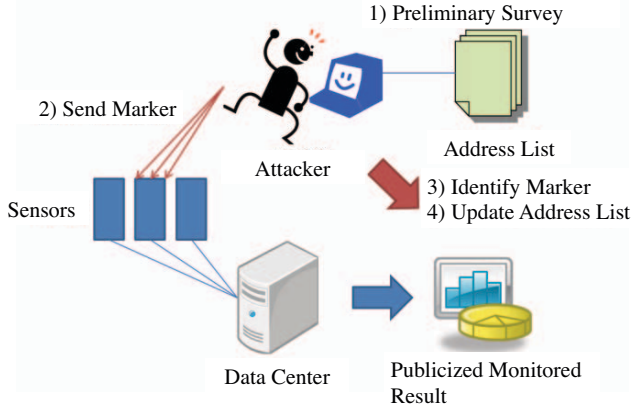 1) Preliminary Survey
2) Send Marker
Attacker
Address List
3) Identify Marker
4) Update Address List
Sensors
Data Center
Publicized Monitored
Result